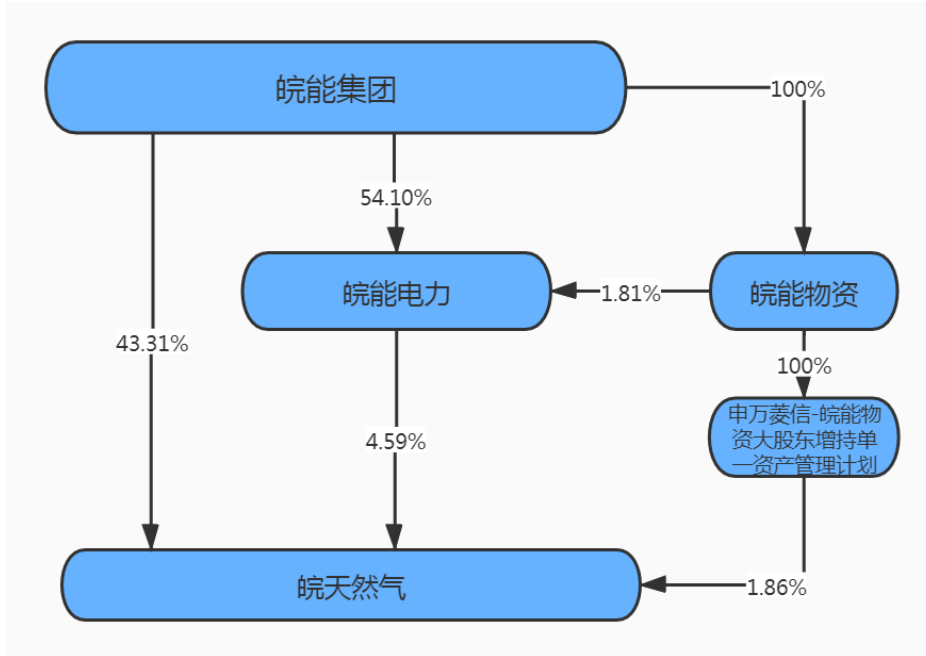 皖能集团
100%
54.10%
皖能电力
1.81%
皖能物资
43.31%
100%
申万菱信-皖能物
资大股东增持单
一资产管理计划
4.59%
皖天然气
1.86%